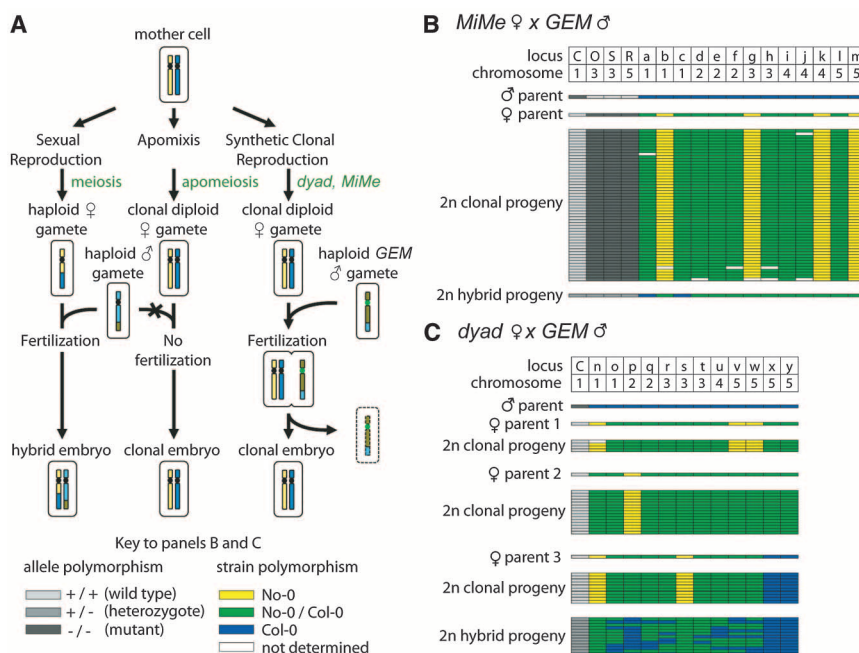 A
mother cell
Sexual Reproduction
Apomixis
Synthetic Clonal Reproduction
meiosis
apomeiosis
dyad, MiMe
haploid ♀ gamete
clonal diploid ♀ gamete
clonal diploid ♀ gamete
haploid ♂ gamete
haploid GEM ♂ gamete
Fertilization
No fertilization
Fertilization
hybrid embryo
clonal embryo
clonal embryo
Key to panels B and C
allele polymorphism
strain polymorphism
+/+ (wild type)
+/- (heterozygote)
-/- (mutant)
No-0
No-0 / Col-0
Col-0
not determined
B MiMe ♀ x GEM ♂
locus C O S R a b c d e f g h i j k l m
chromosome 1 3 3 5 1 1 1 2 2 2 3 3 4 4 4 5 5
♂ parent
♀ parent
2n clonal progeny
2n hybrid progeny
C dyad ♀ x GEM ♂
locus C n o p q r s t u v w x y
chromosome 1 1 1 2 2 3 3 3 4 5 5 5 5
♂ parent
♀ parent 1
2n clonal progeny
♀ parent 2
2n clonal progeny
♀ parent 3
2n clonal progeny
2n hybrid progeny